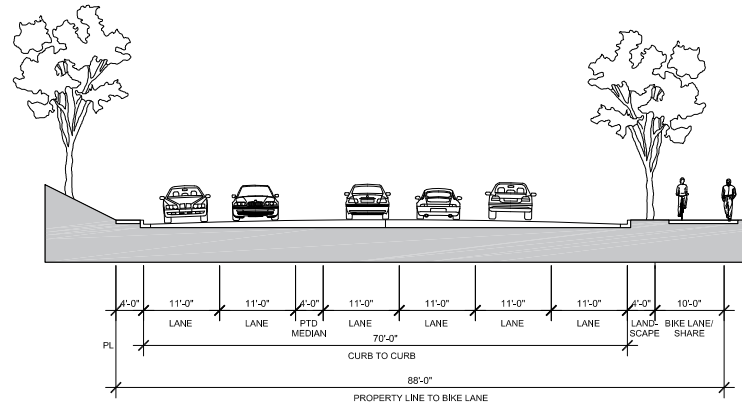 4'-0" 11'-0" 11'-0" 4'-0" 11'-0" 11'-0" 11'-0" 11'-0" 4'-0" 10'-0"
LANE LANE PTD LANE LANE LANE LANE LAND- BIKE LANE/
MEDIAN SCAPE SHARE
PL 70'-0"
CURB TO CURB
88'-0"
PROPERTY LINE TO BIKE LANE